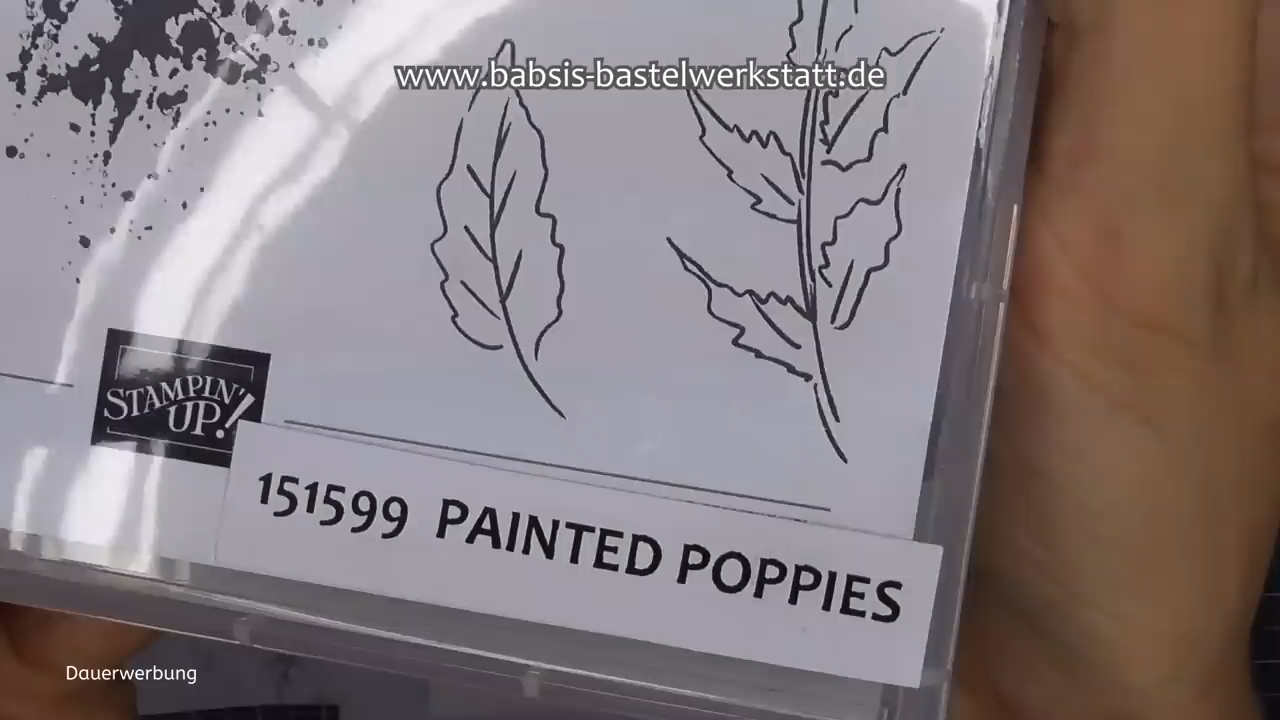 www.babsis-bastelwerkstatt.de
STAMPIN'
UP!
151599 PAINTED POPPIES
Dauerwerbung